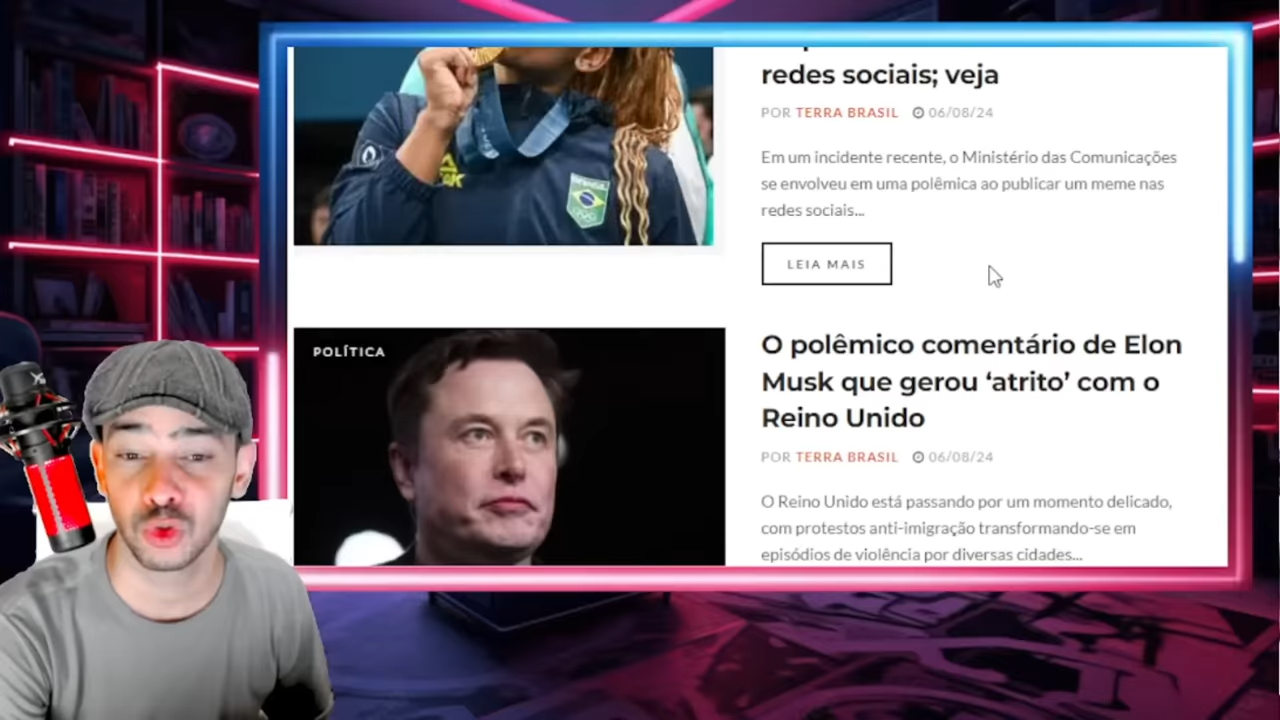 redes sociais; veja
POR TERRA BRASIL 06/08/24
Em um incidente recente, o Ministério das Comunicações
se envolveu em uma polêmica ao publicar um meme nas
redes sociais...
LEIA MAIS
BRASIL
POLÍTICA
O polêmico comentário de Elon
Musk que gerou ‘atrito’ com o
Reino Unido
POR TERRA BRASIL 06/08/24
O Reino Unido está passando por um momento delicado,
com protestos anti-imigração transformando-se em
episódios de violência por diversas cidades...